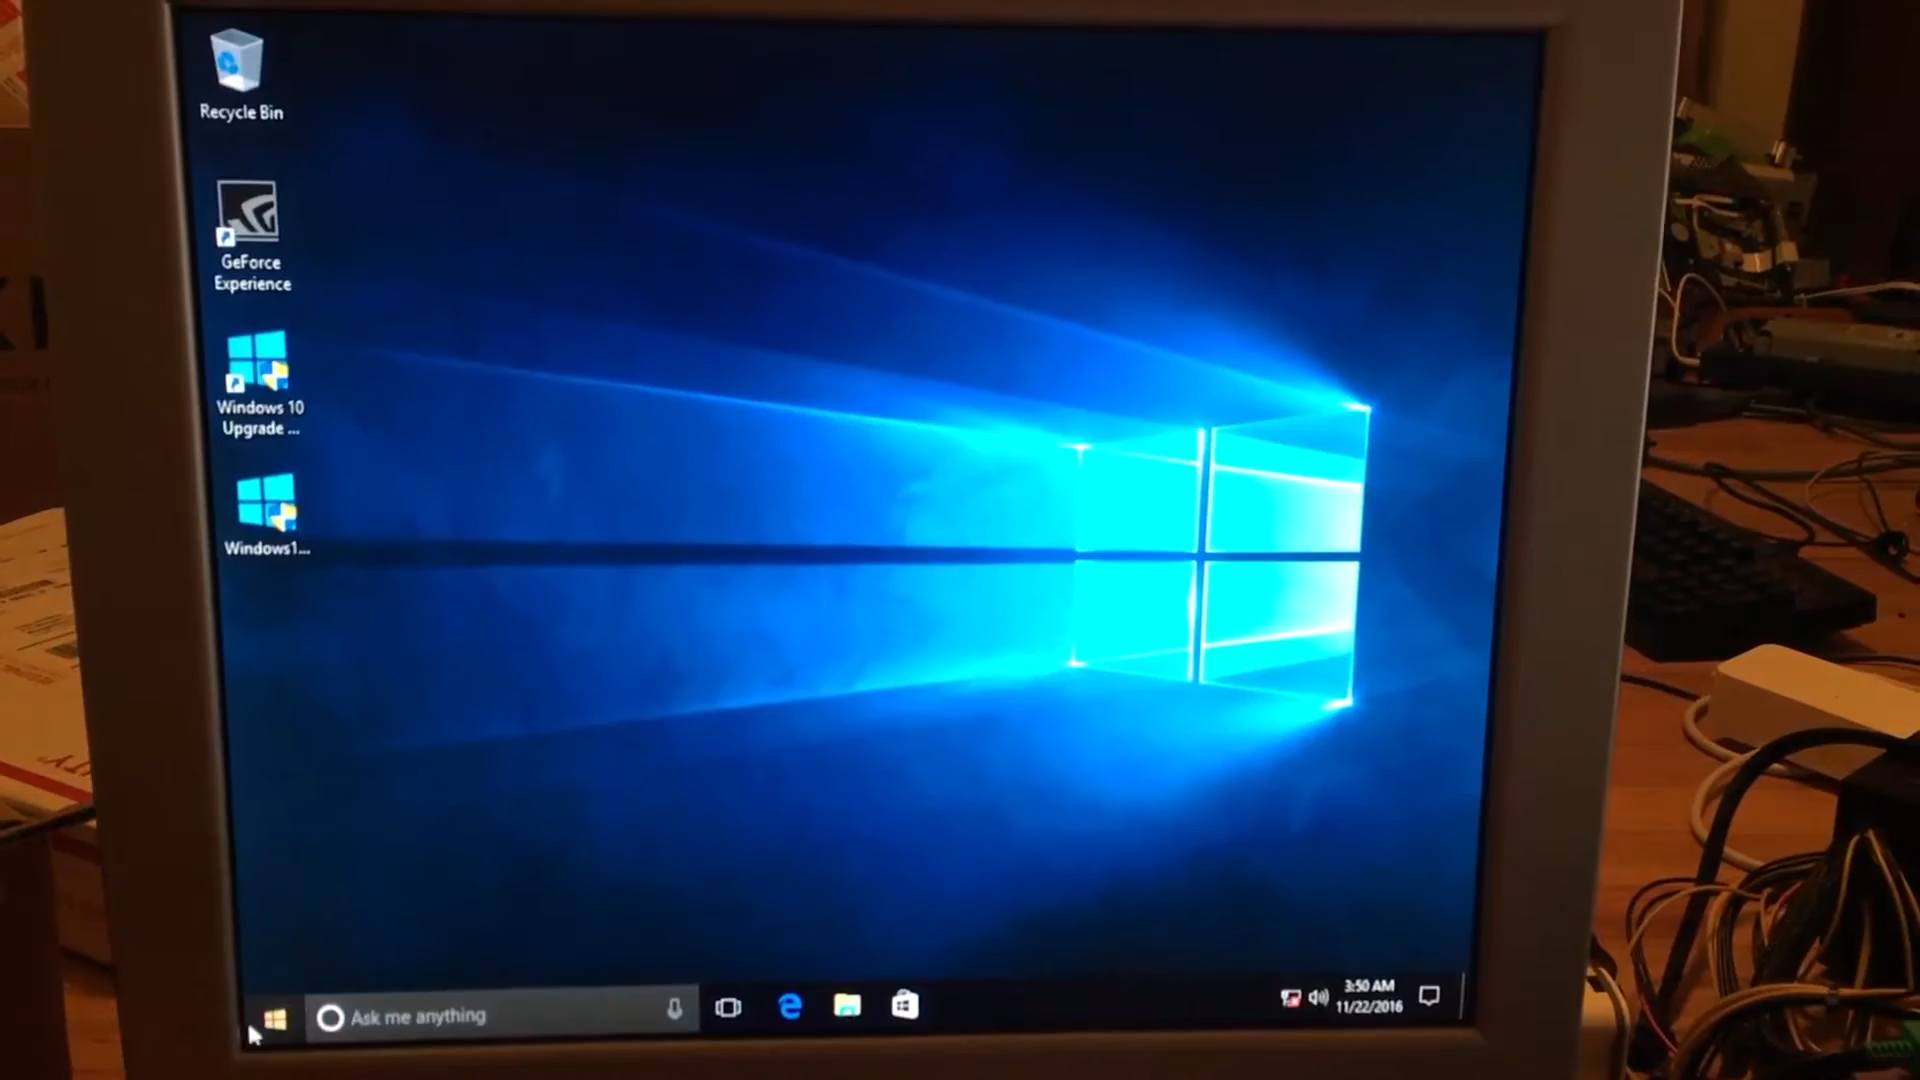 Recycle Bin
GeForce
Experience
Windows 10
Upgrade ...
Windows1...
Ask me anything
3:50 AM
11/22/2016